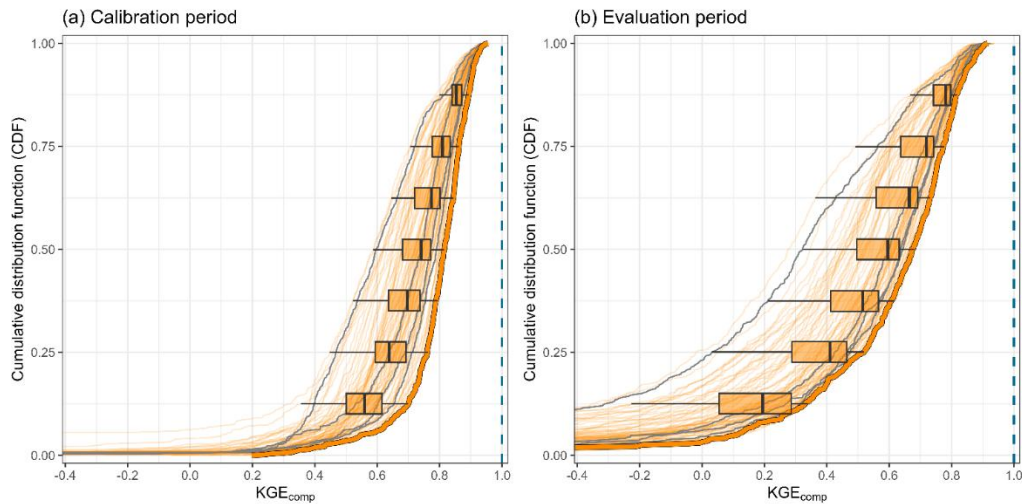 (a) Calibration period
(b) Evaluation period
Cumulative distribution function (CDF)
1.00
0.75
0.50
0.25
0.00
-0.4 -0.2 0.0 0.2 0.4 0.6 0.8 1.0
KGEcomp
Cumulative distribution function (CDF)
1.00
0.75
0.50
0.25
0.00
-0.4 -0.2 0.0 0.2 0.4 0.6 0.8 1.0
KGEcomp